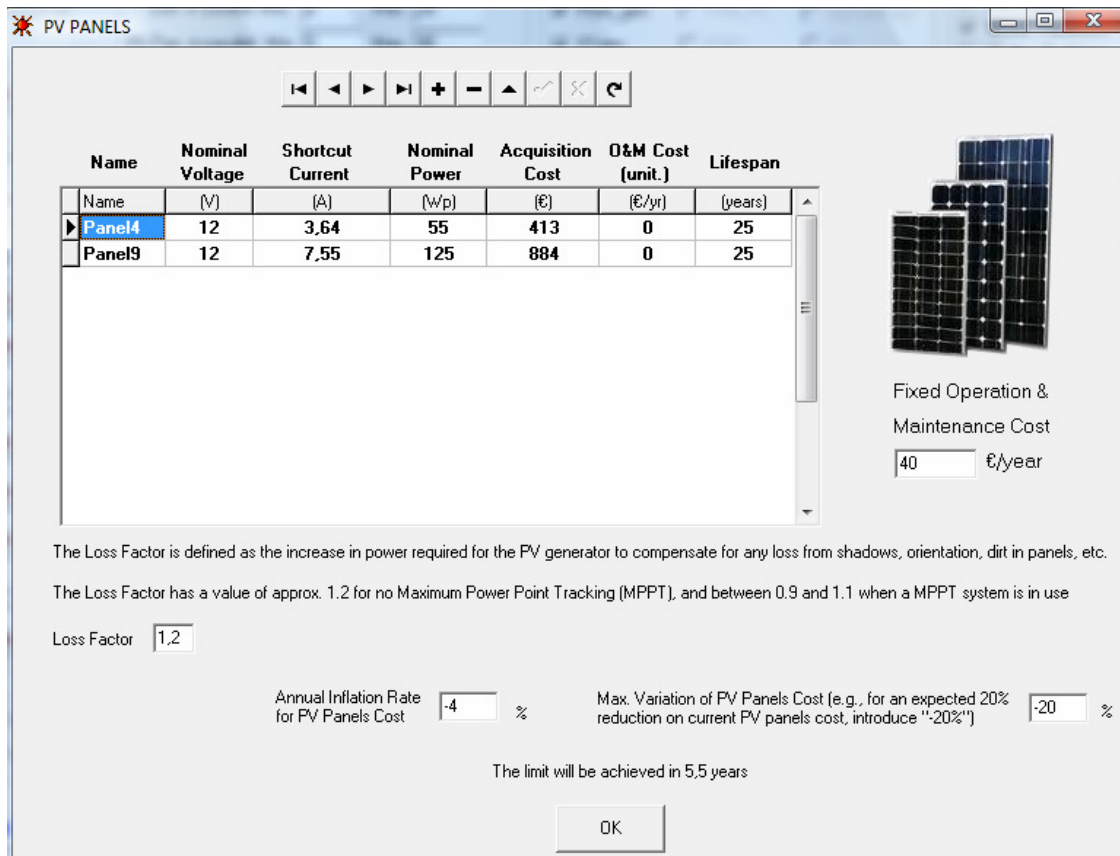 PV PANELS
Name Nominal Voltage Shortcut Current Nominal Power Acquisition Cost O&M Cost (unit.) Lifespan
Name (V) (A) (Wp) (€) (€/yr) (years)
Panel4 12 3,64 55 413 0 25
Panel9 12 7,55 125 884 0 25
Fixed Operation &
Maintenance Cost
40 €/year
The Loss Factor is defined as the increase in power required for the PV generator to compensate for any loss from shadows, orientation, dirt in panels, etc.
The Loss Factor has a value of approx. 1.2 for no Maximum Power Point Tracking (MPPT), and between 0.9 and 1.1 when a MPPT system is in use
Loss Factor 1,2
Annual Inflation Rate
for PV Panels Cost -4 %
Max. Variation of PV Panels Cost (e.g., for an expected 20%
reduction on current PV panels cost, introduce "-20%") -20 %
The limit will be achieved in 5,5 years
OK